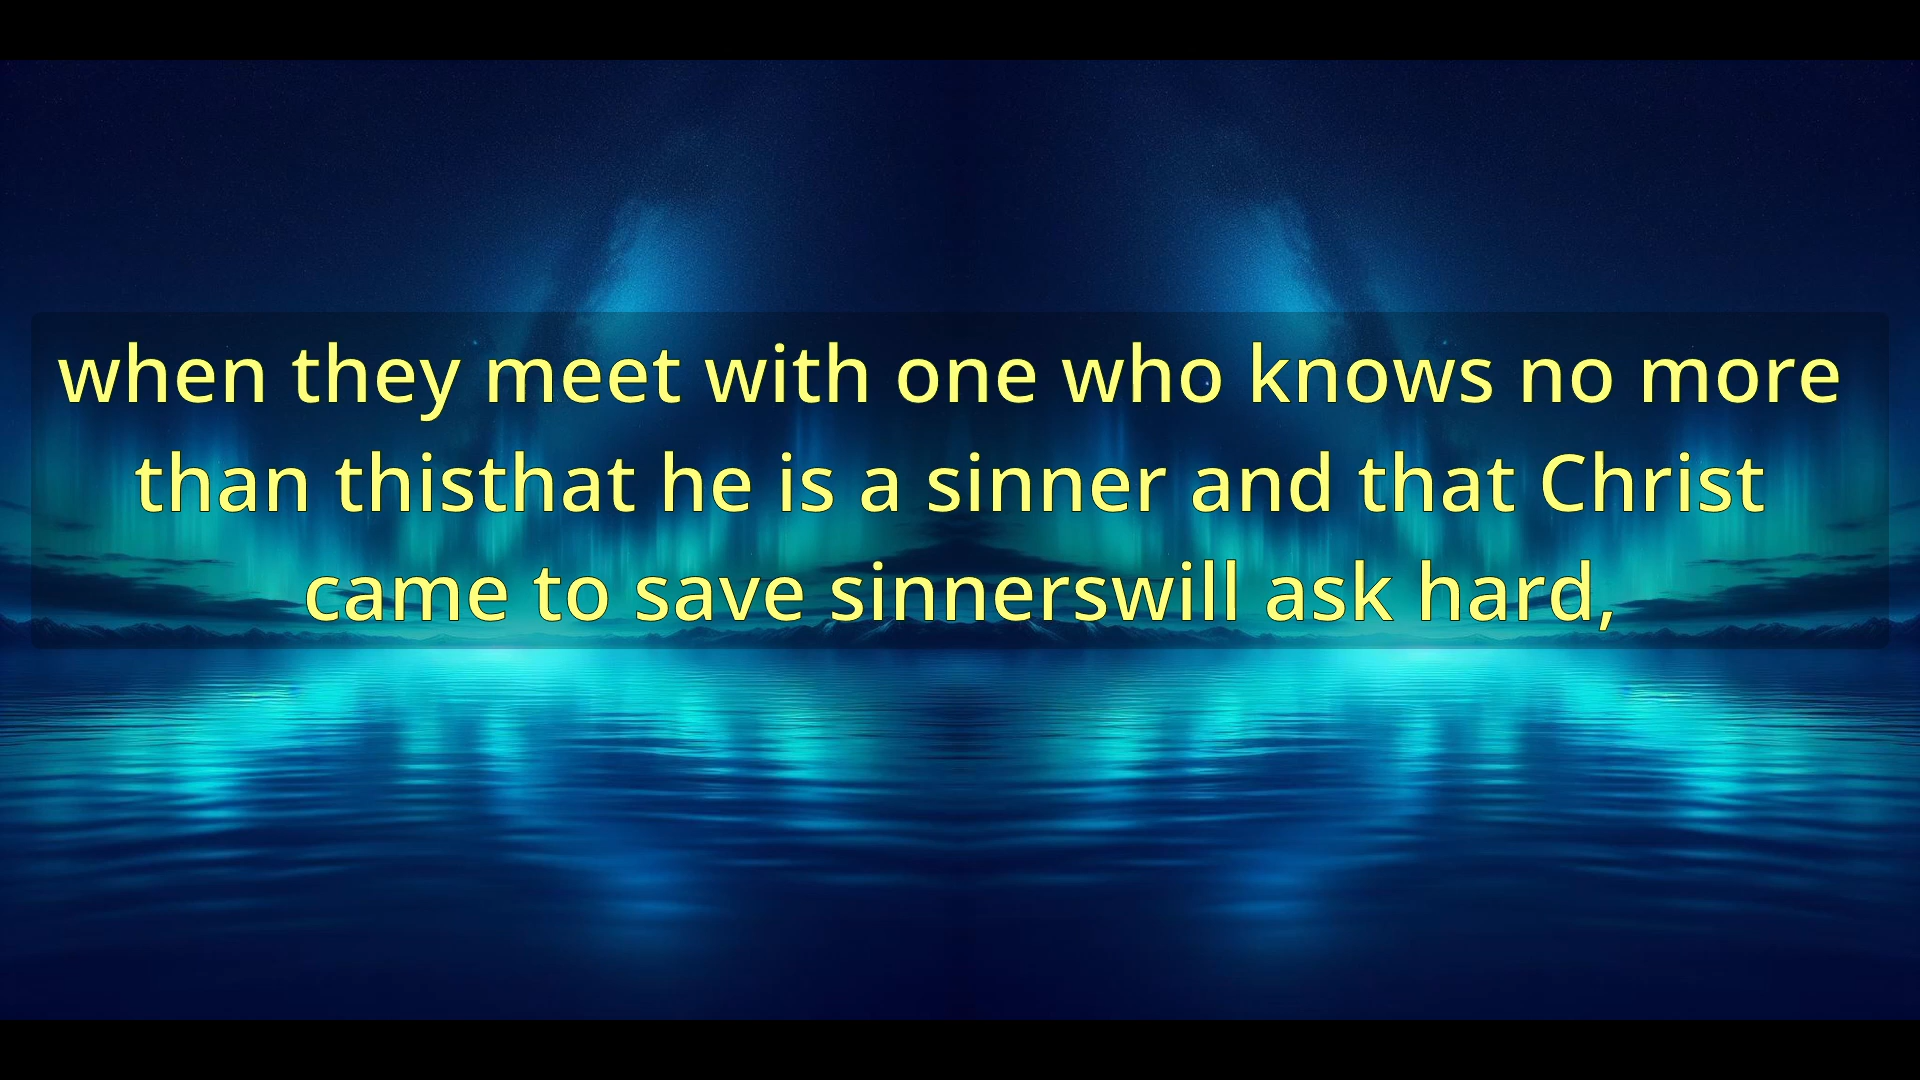 when they meet with one who knows no more
than thisthat he is a sinner and that Christ
came to save sinnerswill ask hard,